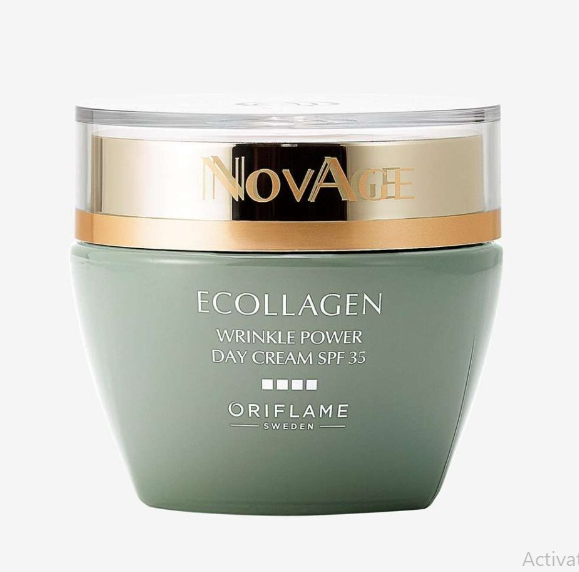 NOVAGE
ECOLLAGEN
WRINKLE POWER
DAY CREAM SPF 35
ORIFLAME
SWEDEN
Activat